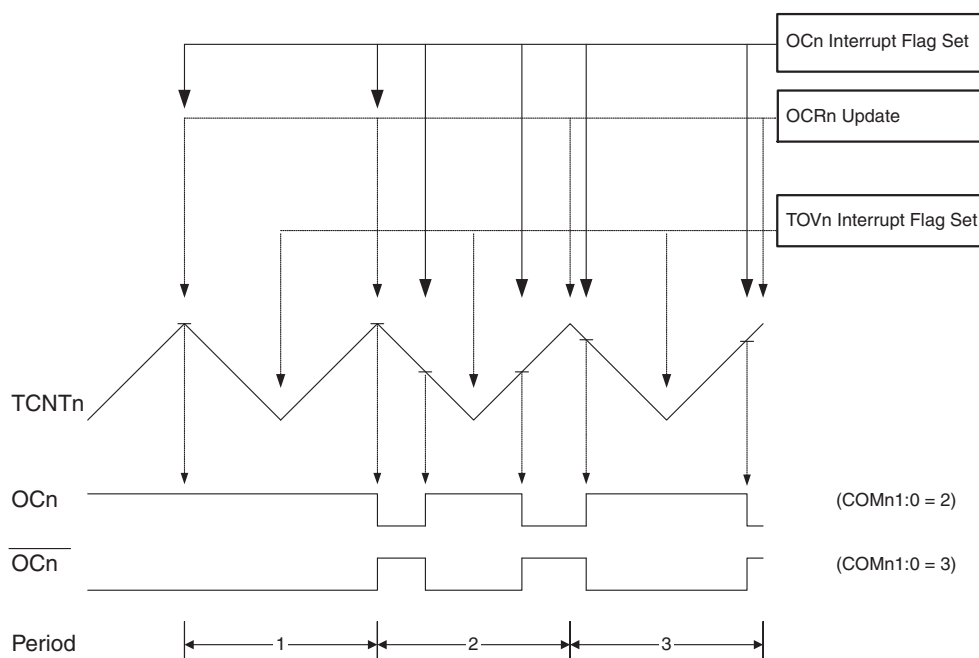 OCn Interrupt Flag Set
OCRn Update
TOVn Interrupt Flag Set
TCNTn
OCn
(COMn1:0 = 2)
OCn
(COMn1:0 = 3)
Period
1
2
3